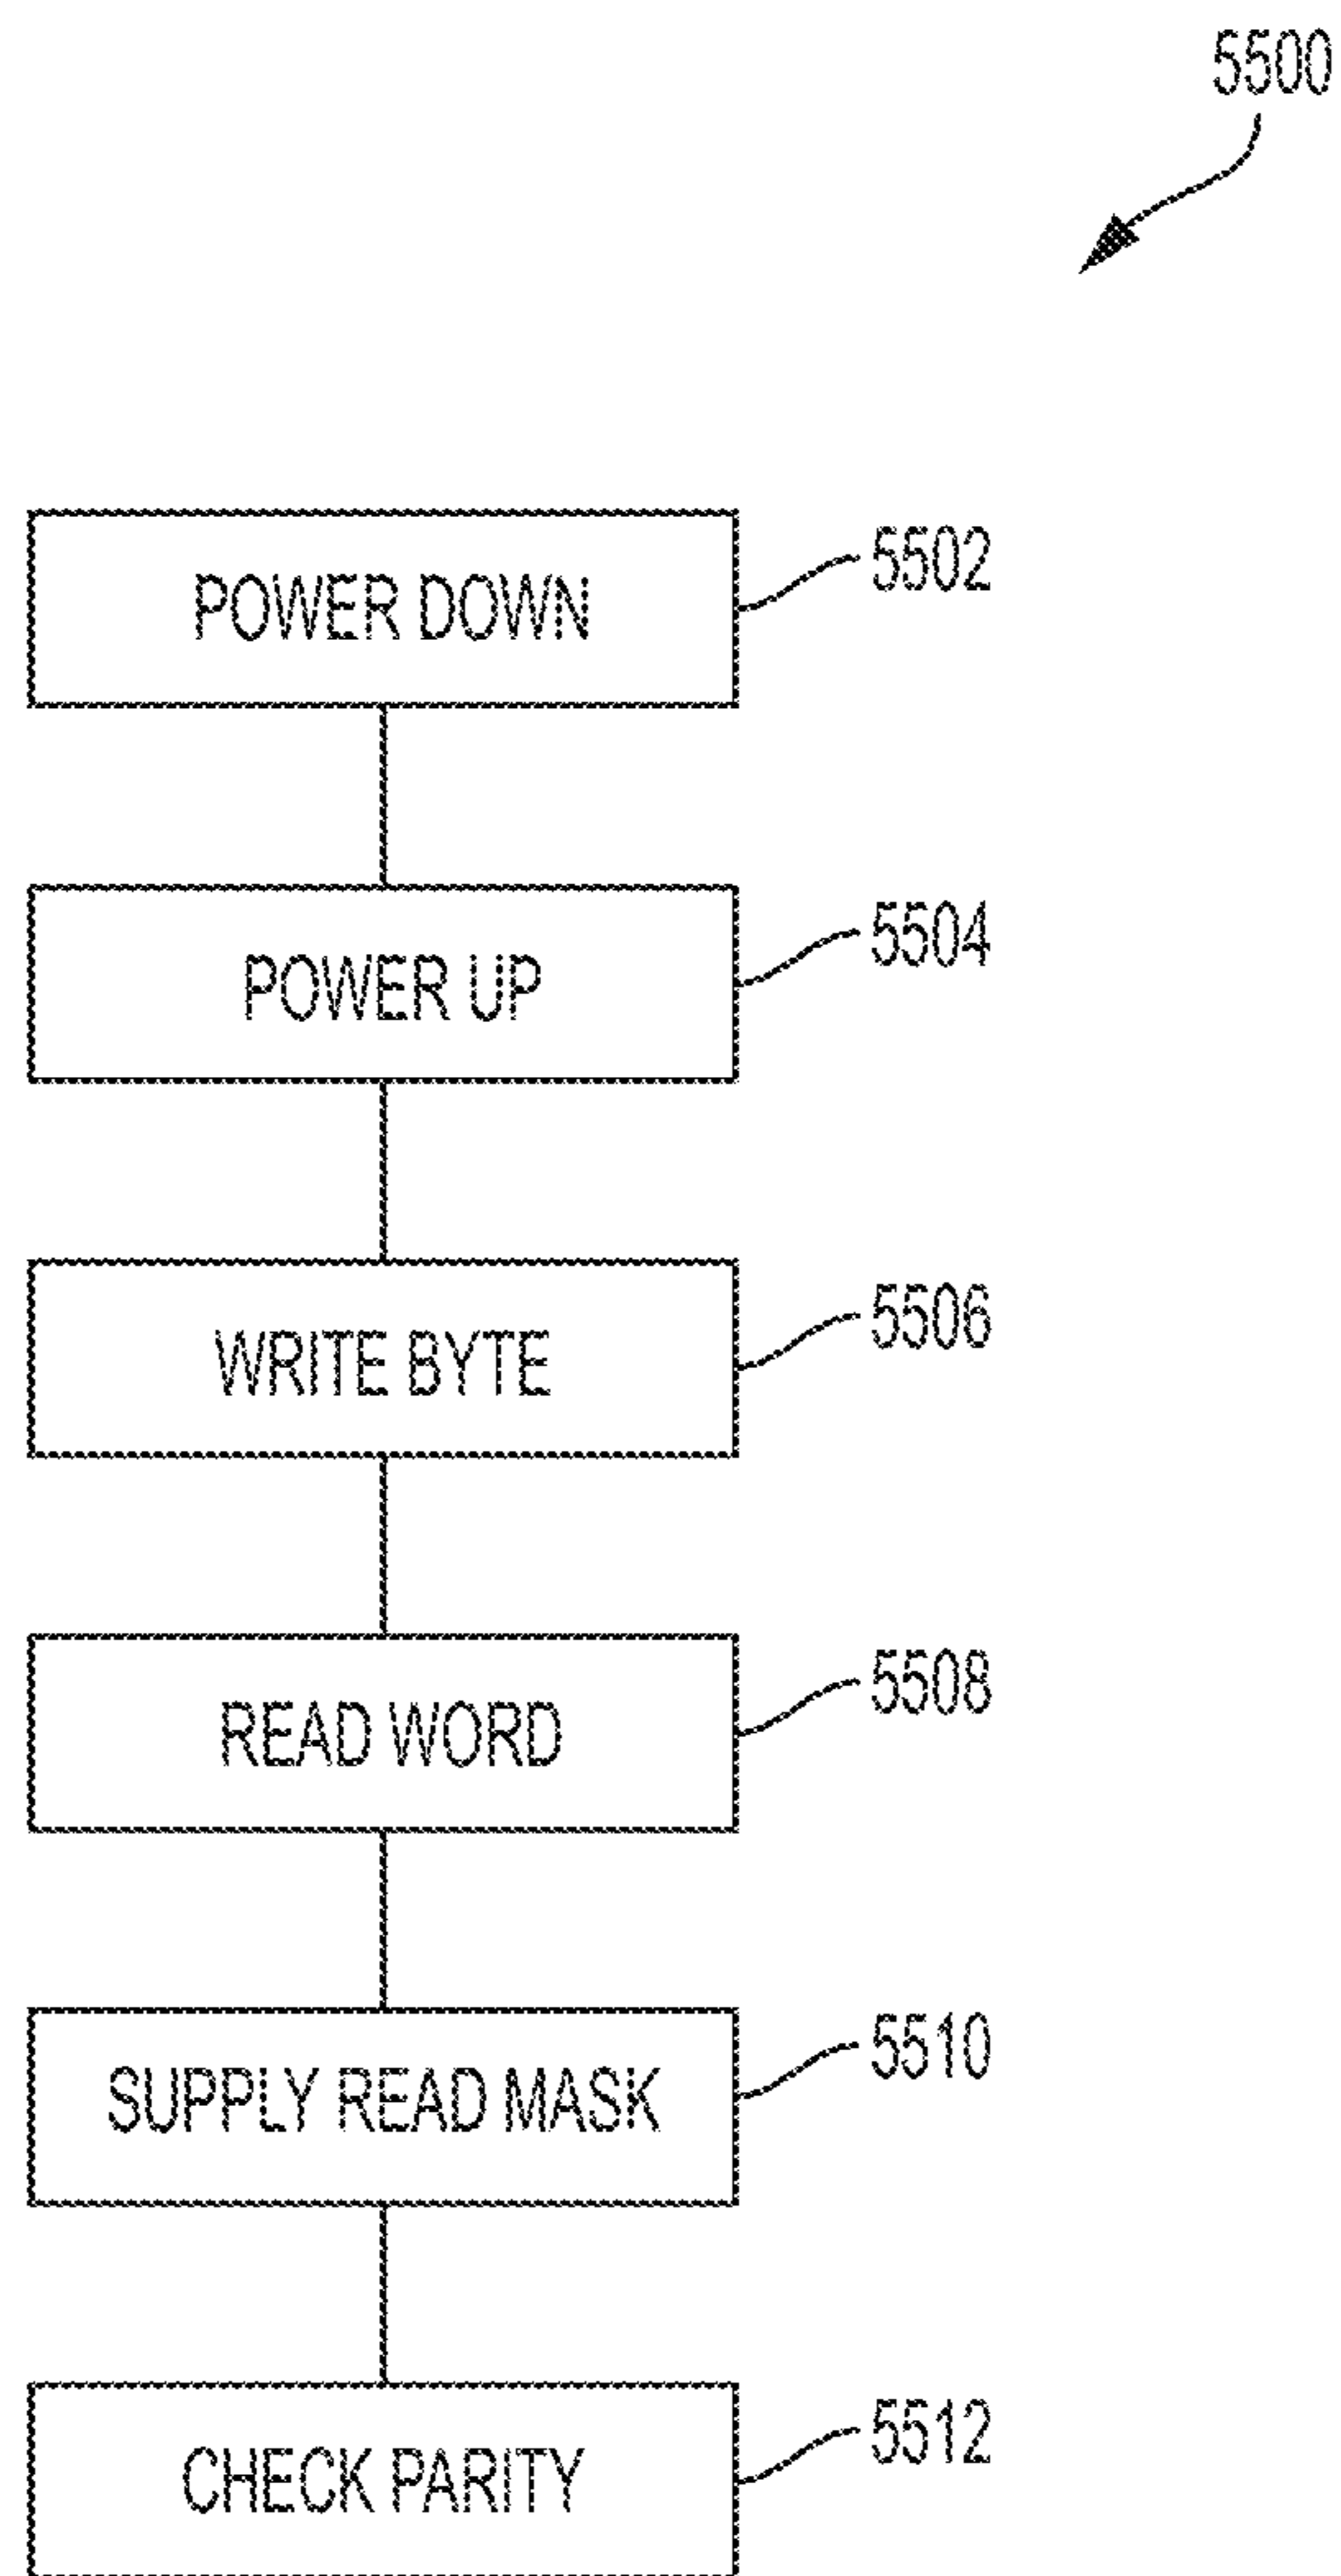 5500
POWER DOWN
5502
POWER UP
5504
WRITE BYTE
5506
READ WORD
5508
SUPPLY READ MASK
5510
CHECK PARITY
5512